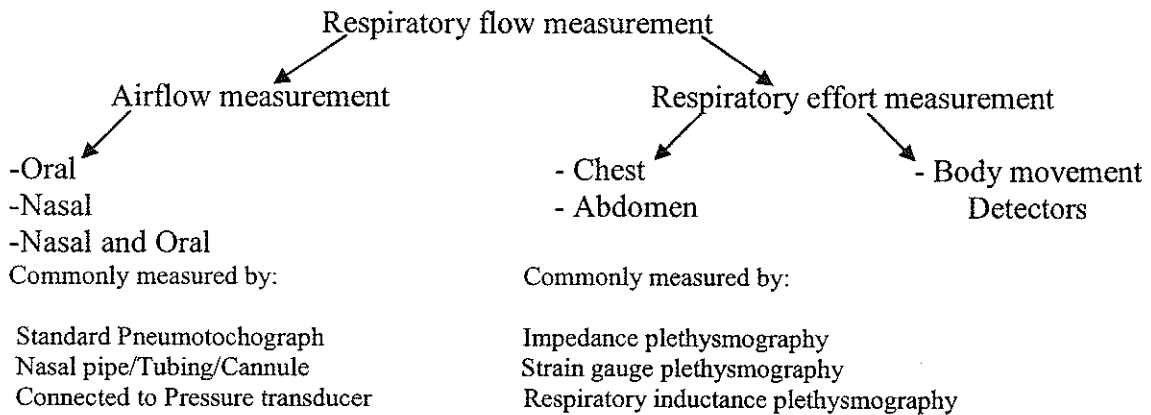 Respiratory flow measurement
Airflow measurement
Respiratory effort measurement
-Oral
-Nasal
-Nasal and Oral
Commonly measured by:
Standard Pneumotochograph
Nasal pipe/Tubing/Cannule
Connected to Pressure transducer
- Chest
- Abdomen
- Body movement
Detectors
Commonly measured by:
Impedance plethysmography
Strain gauge plethysmography
Respiratory inductance plethysmography